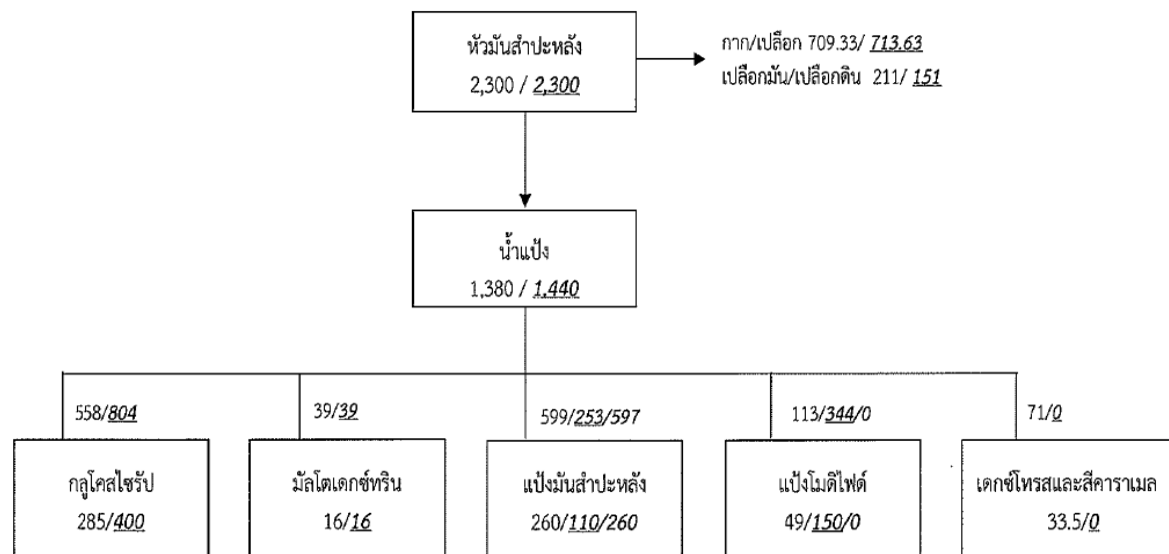 หัวมันสำปะหลัง
2,300 / 2,300
กาก/เปลือก 709.33/ 713.63
เปลือกมัน/เปลือกดิน 211/ 151
น้ำแป้ง
1,380 / 1,440
558/804
39/39
599/253/597
113/344/0
71/0
กลูโคสไซรัป
285/400
มัลโตเดกซ์ทริน
16/16
แป้งมันสำปะหลัง
260/110/260
แป้งโมดิไฟด์
49/150/0
เดกซ์โทรสและสีคาราเมล
33.5/0